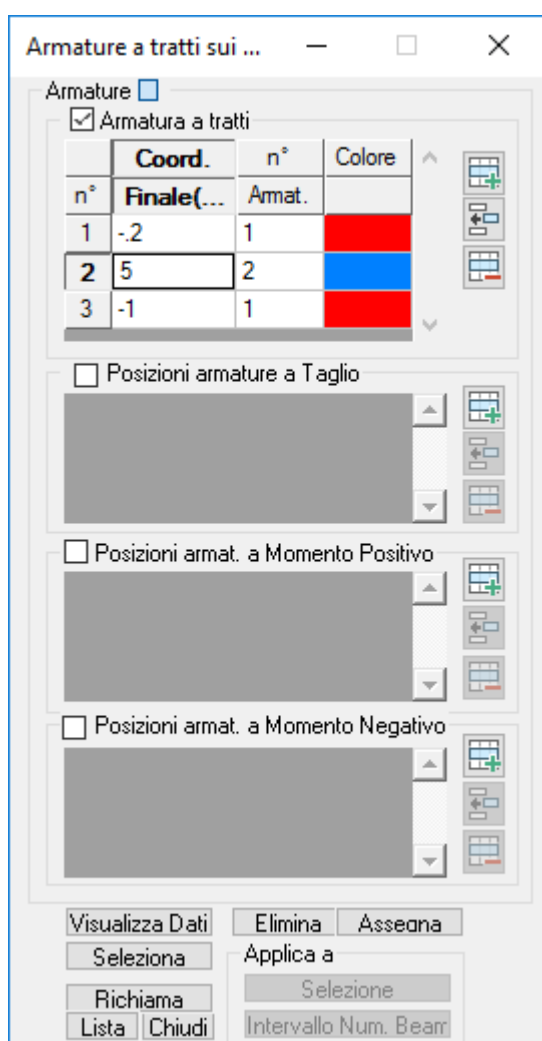 Armature a tratti sui ...
Armature
Armatura a tratti
Coord. n° Colore
n° Finale(... Armat.
1 -.2 1
2 5 2
3 -1 1
Posizioni armature a Taglio
Posizioni armat. a Momento Positivo
Posizioni armat. a Momento Negativo
Visualizza Dati Elimina Assegna
Seleziona Applica a
Richiama Selezione
Lista Chiudi Intervallo Num. Beam